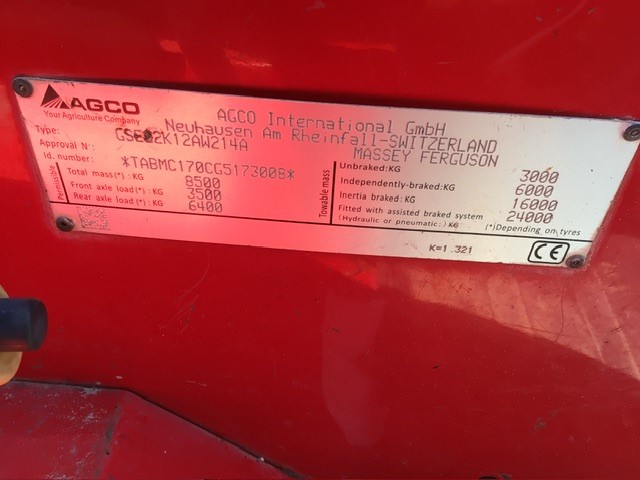 AGCO
Your Agriculture Company
AGCO International GmbH
Neuhausen Am Rheinfall-SWITZERLAND
MASSEY FERGUSON
Type:
Approval N°:
Id. number: *TABMC170CG5173008*
Permissible
Total mass(*) : KG 8500
Front axle load(*) : KG 3500
Rear axle load(*) : KG 6400
Towable mass
Unbraked:KG 3000
Independently-braked:KG 6000
Inertia braked:KG 16000
Fitted with assisted braked system 24000
(Hydraulic or pneumatic:) KG
(*)Depending on tyres
K=1.321
CE